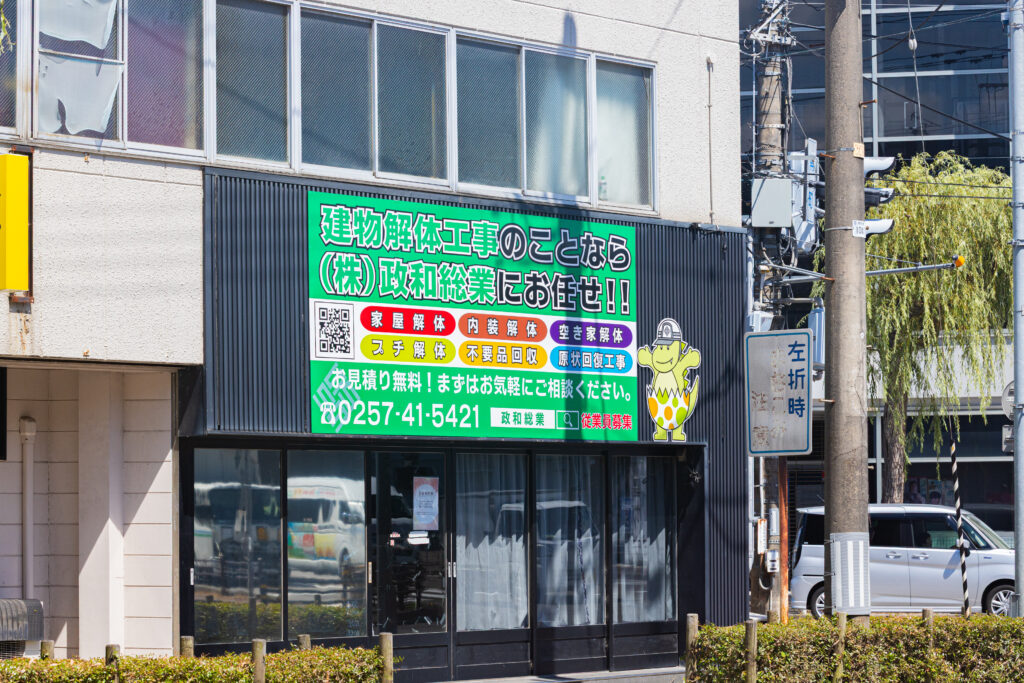 建物解体工事のことなら
(株)政和総業にお任せ!!
家屋解体 内装解体 空き家解体
プチ解体 不要品回収 原状回復工事
お見積り無料！まずはお気軽にご相談ください。
☎0257-41-5421 政和総業 従業員募集
左折時